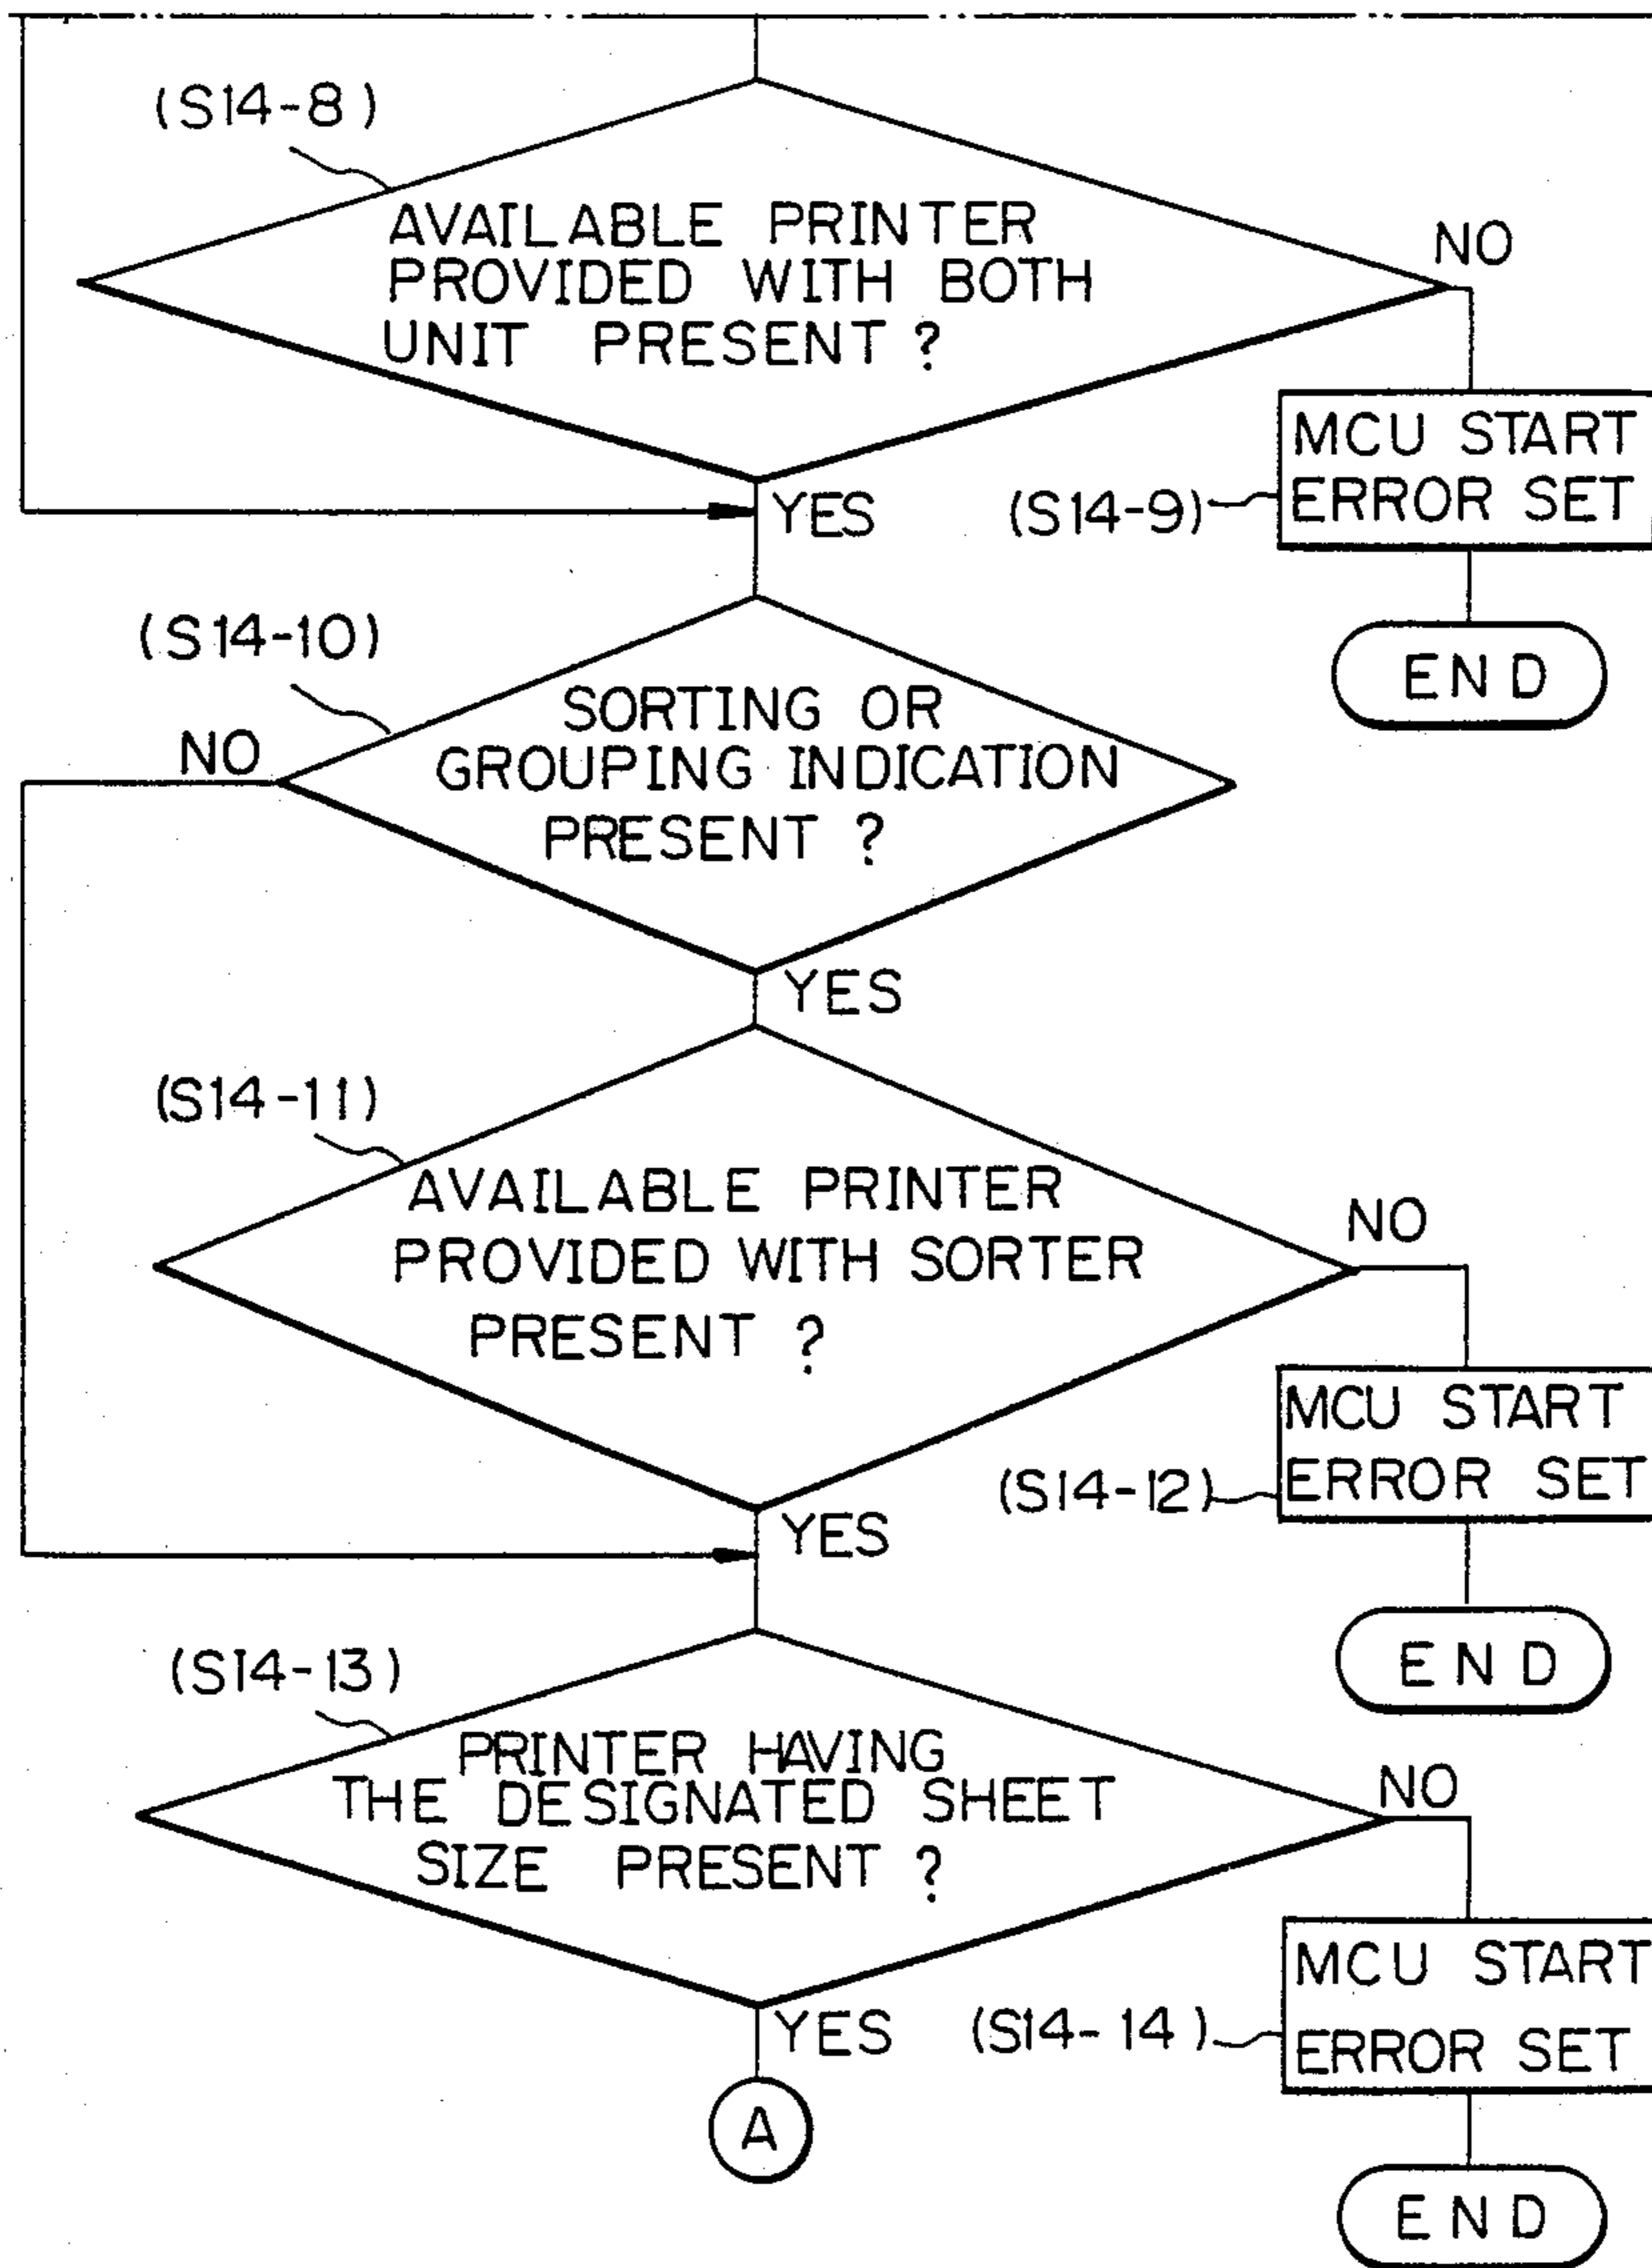 (S14-8)
AVAILABLE PRINTER
PROVIDED WITH BOTH
UNIT PRESENT ?
NO
MCU START
ERROR SET
(S14-9)
YES
END
(S14-10)
SORTING OR
GROUPING INDICATION
PRESENT ?
NO
YES
(S14-11)
AVAILABLE PRINTER
PROVIDED WITH SORTER
PRESENT ?
NO
MCU START
ERROR SET
(S14-12)
YES
END
(S14-13)
PRINTER HAVING
THE DESIGNATED SHEET
SIZE PRESENT ?
NO
MCU START
ERROR SET
(S14-14)
YES
A
END